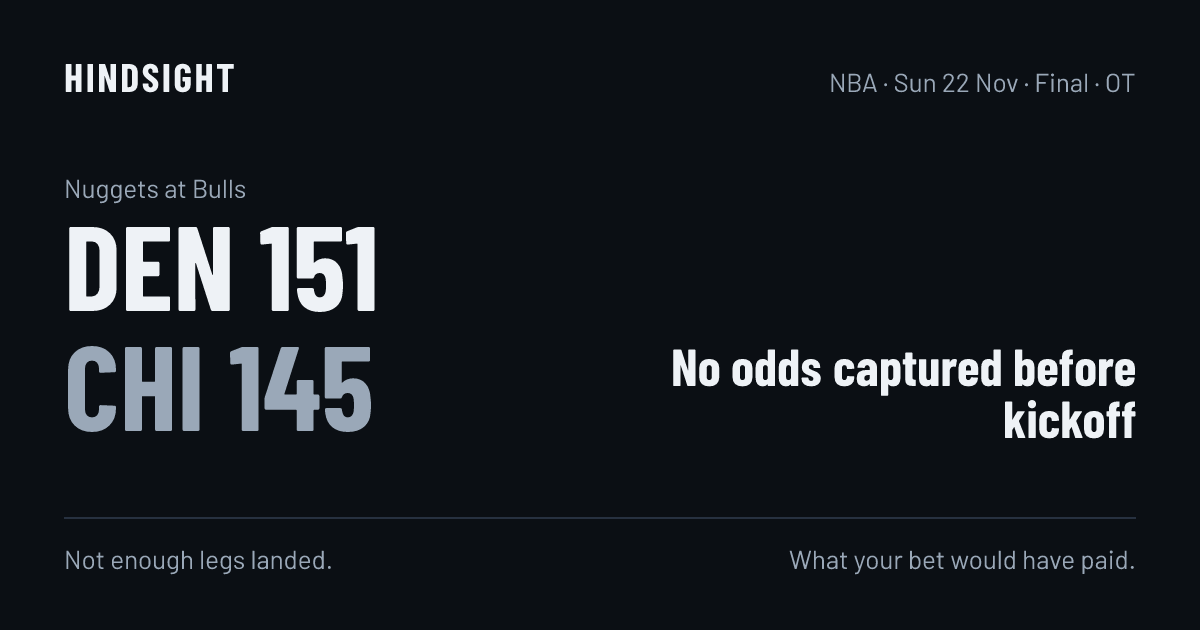 HINDSIGHT
NBA · Sun 22 Nov · Final · OT
Nuggets at Bulls
DEN 151
CHI 145
No odds captured before
kickoff
Not enough legs landed.
What your bet would have paid.